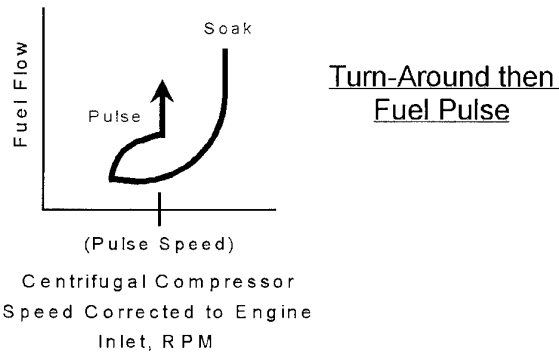 Soak
Turn-Around then
Fuel Pulse
Pulse
Fuel Flow
(Pulse Speed)
Centrifugal Compressor
Speed Corrected to Engine
Inlet, RPM